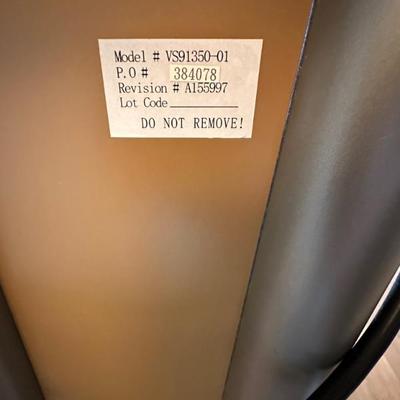 Model # VS91350-01
P.O # 384078
Revision # A155997
Lot Code
DO NOT REMOVE!